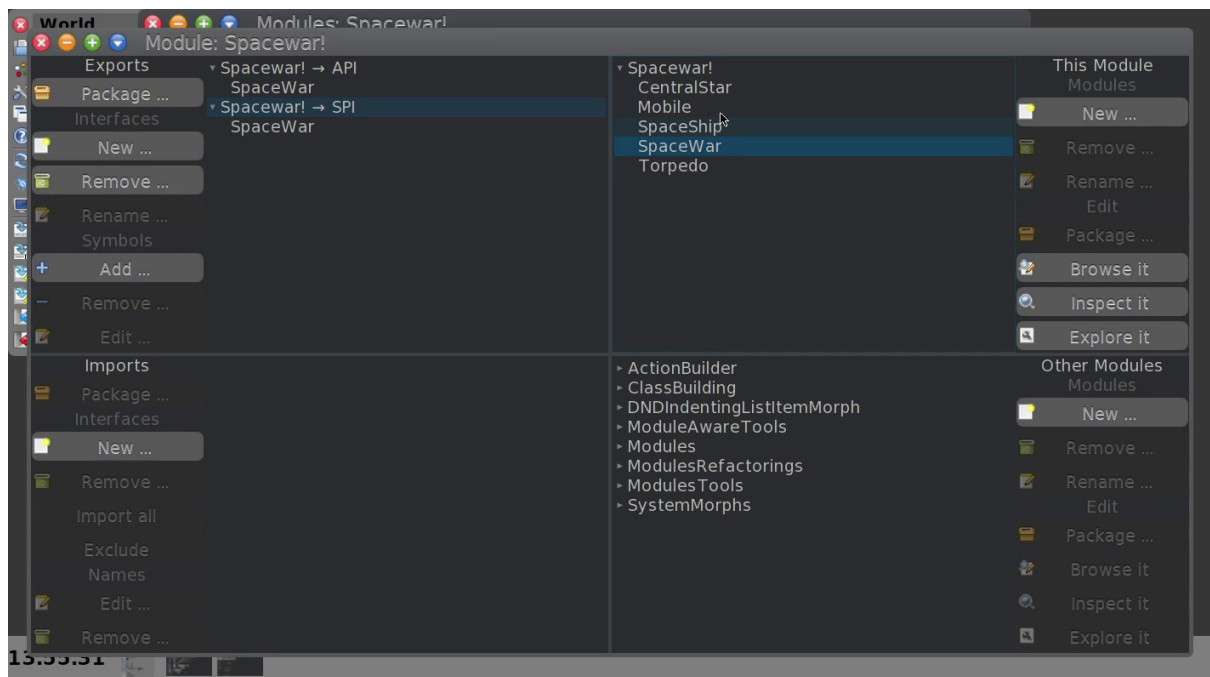 World
Modules: Spacewar!
Module: Spacewar!
Exports
Package ...
Interfaces
New ...
Remove ...
Rename ...
Symbols
Add ...
Remove ...
Edit ...
Spacewar! → API
SpaceWar
Spacewar! → SPI
SpaceWar
Spacewar!
CentralStar
Mobile
SpaceShip
SpaceWar
Torpedo
This Module
Modules
New ...
Remove ...
Rename ...
Edit
Package ...
Browse it
Inspect it
Explore it
Imports
Package ...
Interfaces
New ...
Remove ...
Import all
Exclude
Names
Edit ...
Remove ...
ActionBuilder
ClassBuilding
DNDIndentingListItemMorph
ModuleAwareTools
Modules
ModulesRefactorings
ModulesTools
SystemMorphs
Other Modules
Modules
New ...
Remove ...
Rename ...
Edit
Package ...
Browse it
Inspect it
Explore it